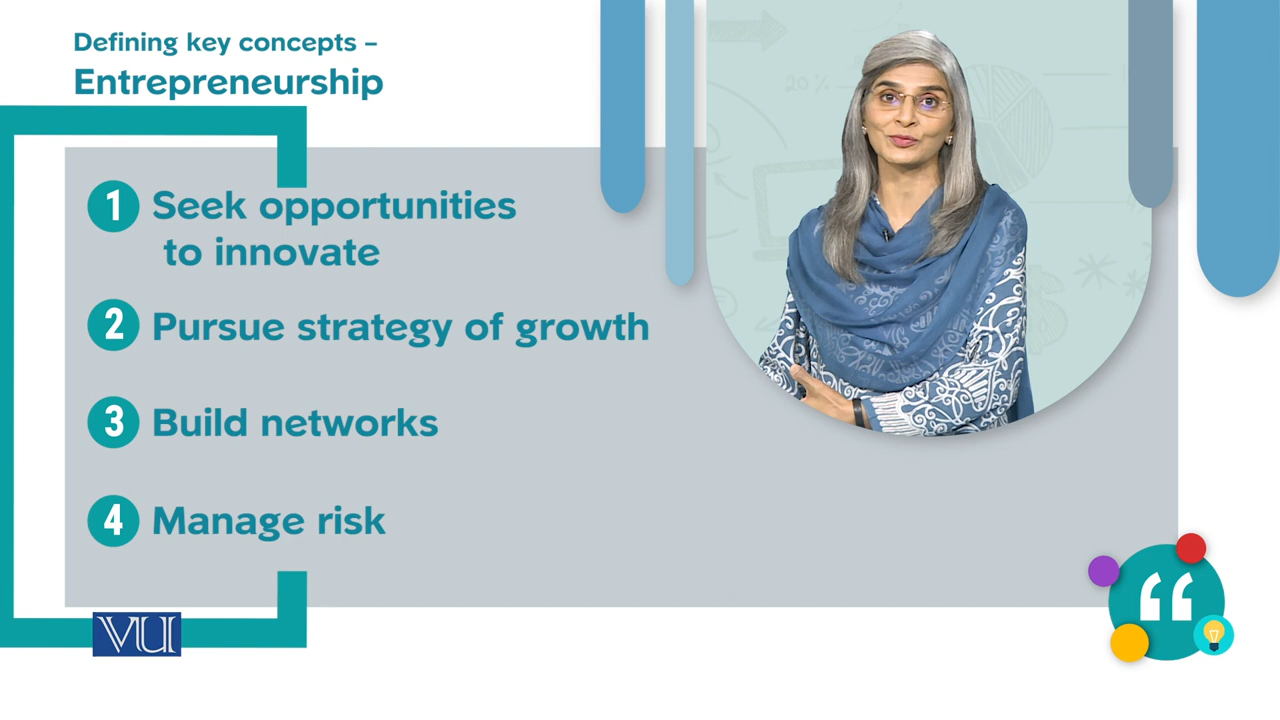 Defining key concepts –
Entrepreneurship
1 Seek opportunities
to innovate
2 Pursue strategy of growth
3 Build networks
4 Manage risk
20%
VU